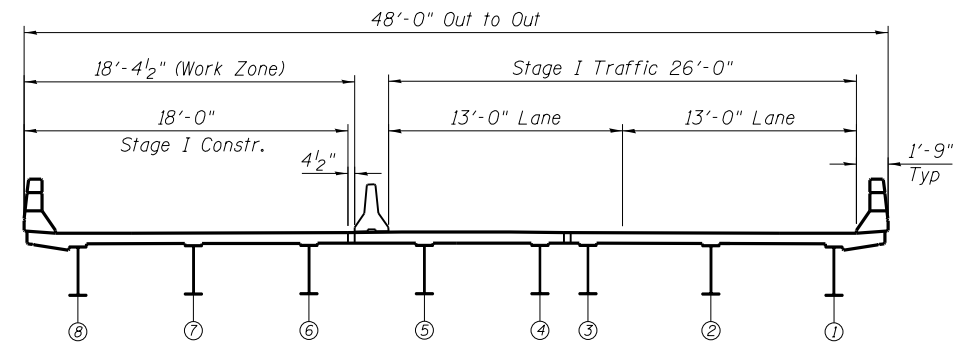 48'-0" Out to Out
18'-4½" (Work Zone)
Stage I Traffic 26'-0"
18'-0"
Stage I Constr.
13'-0" Lane
13'-0" Lane
4½"
1'-9"
Typ
8
7
6
5
4
3
2
1